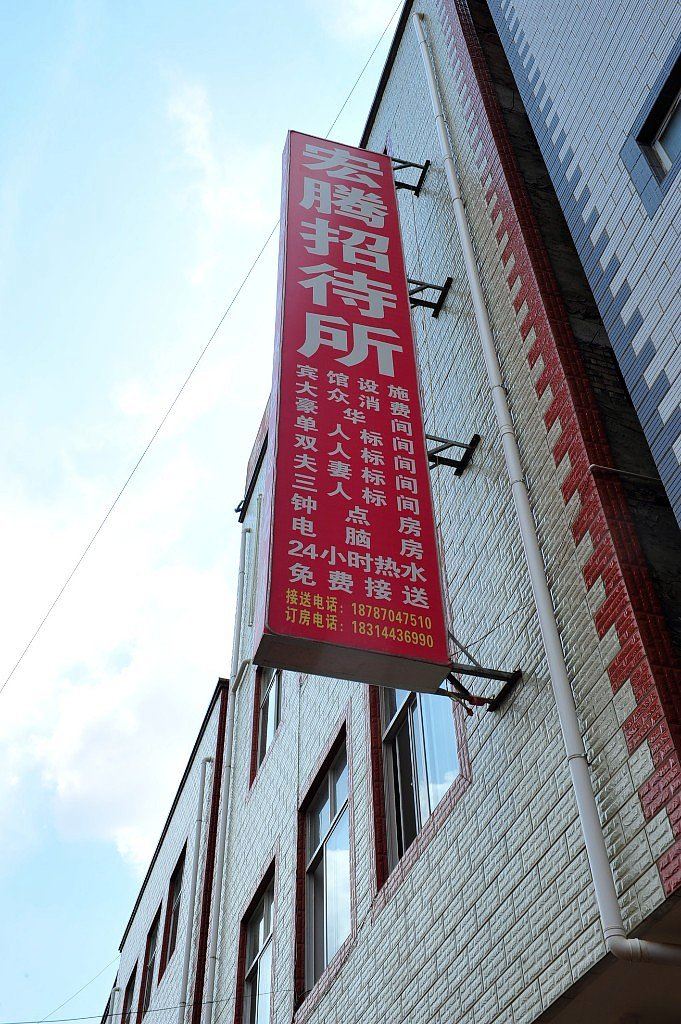 宏腾招待所
宾馆设施
大众消费
豪华标间
单人标间
双人标间
夫妻标间
三人标间
钟点房
电脑房
24小时热水
免费接送
接送电话：18787047510
订房电话：18314436990